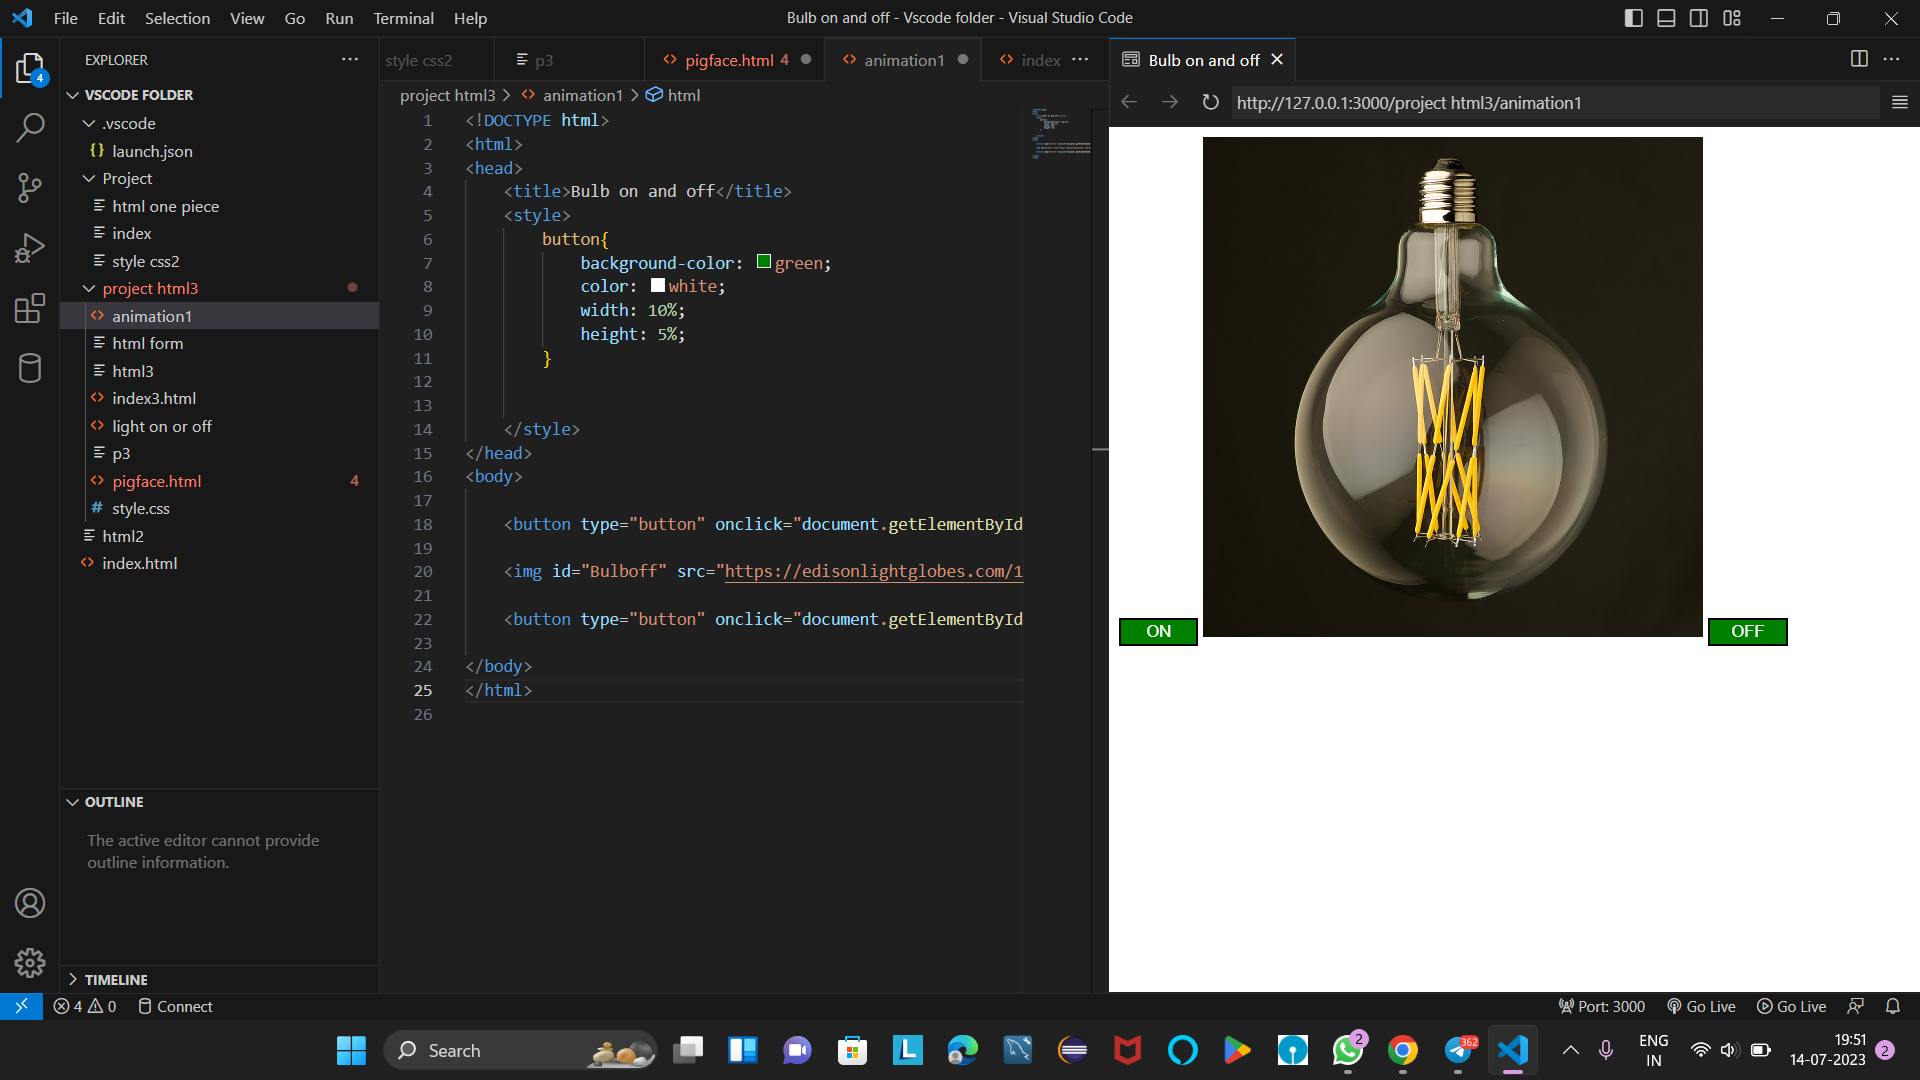 File Edit Selection View Go Run Terminal Help
Bulb on and off - Vscode folder - Visual Studio Code
EXPLORER
VSCODE FOLDER
.vscode
launch.json
Project
html one piece
index
style css2
project html3
animation1
html form
html3
index3.html
light on or off
p3
pigface.html 4
style.css
html2
index.html
OUTLINE
The active editor cannot provide
outline information.
TIMELINE
4
style css2 p3 pigface.html 4 animation1 index
project html3 > animation1 > html
1 <!DOCTYPE html>
2 <html>
3 <head>
4 <title>Bulb on and off</title>
5 <style>
6 button{
7 background-color: green;
8 color: white;
9 width: 10%;
10 height: 5%;
11 }
12
13
14 </style>
15 </head>
16 <body>
17
18 <button type="button" onclick="document.getElementById
19
20 <img id="Bulboff" src="https://edisonlightglobes.com/1
21
22 <button type="button" onclick="document.getElementById
23
24 </body>
25 </html>
26
Bulb on and off
http://127.0.0.1:3000/project html3/animation1
ON
OFF
4 0 Connect
Port: 3000 Go Live Go Live
Search
L
2
362
ENG
IN
19:51
14-07-2023
2